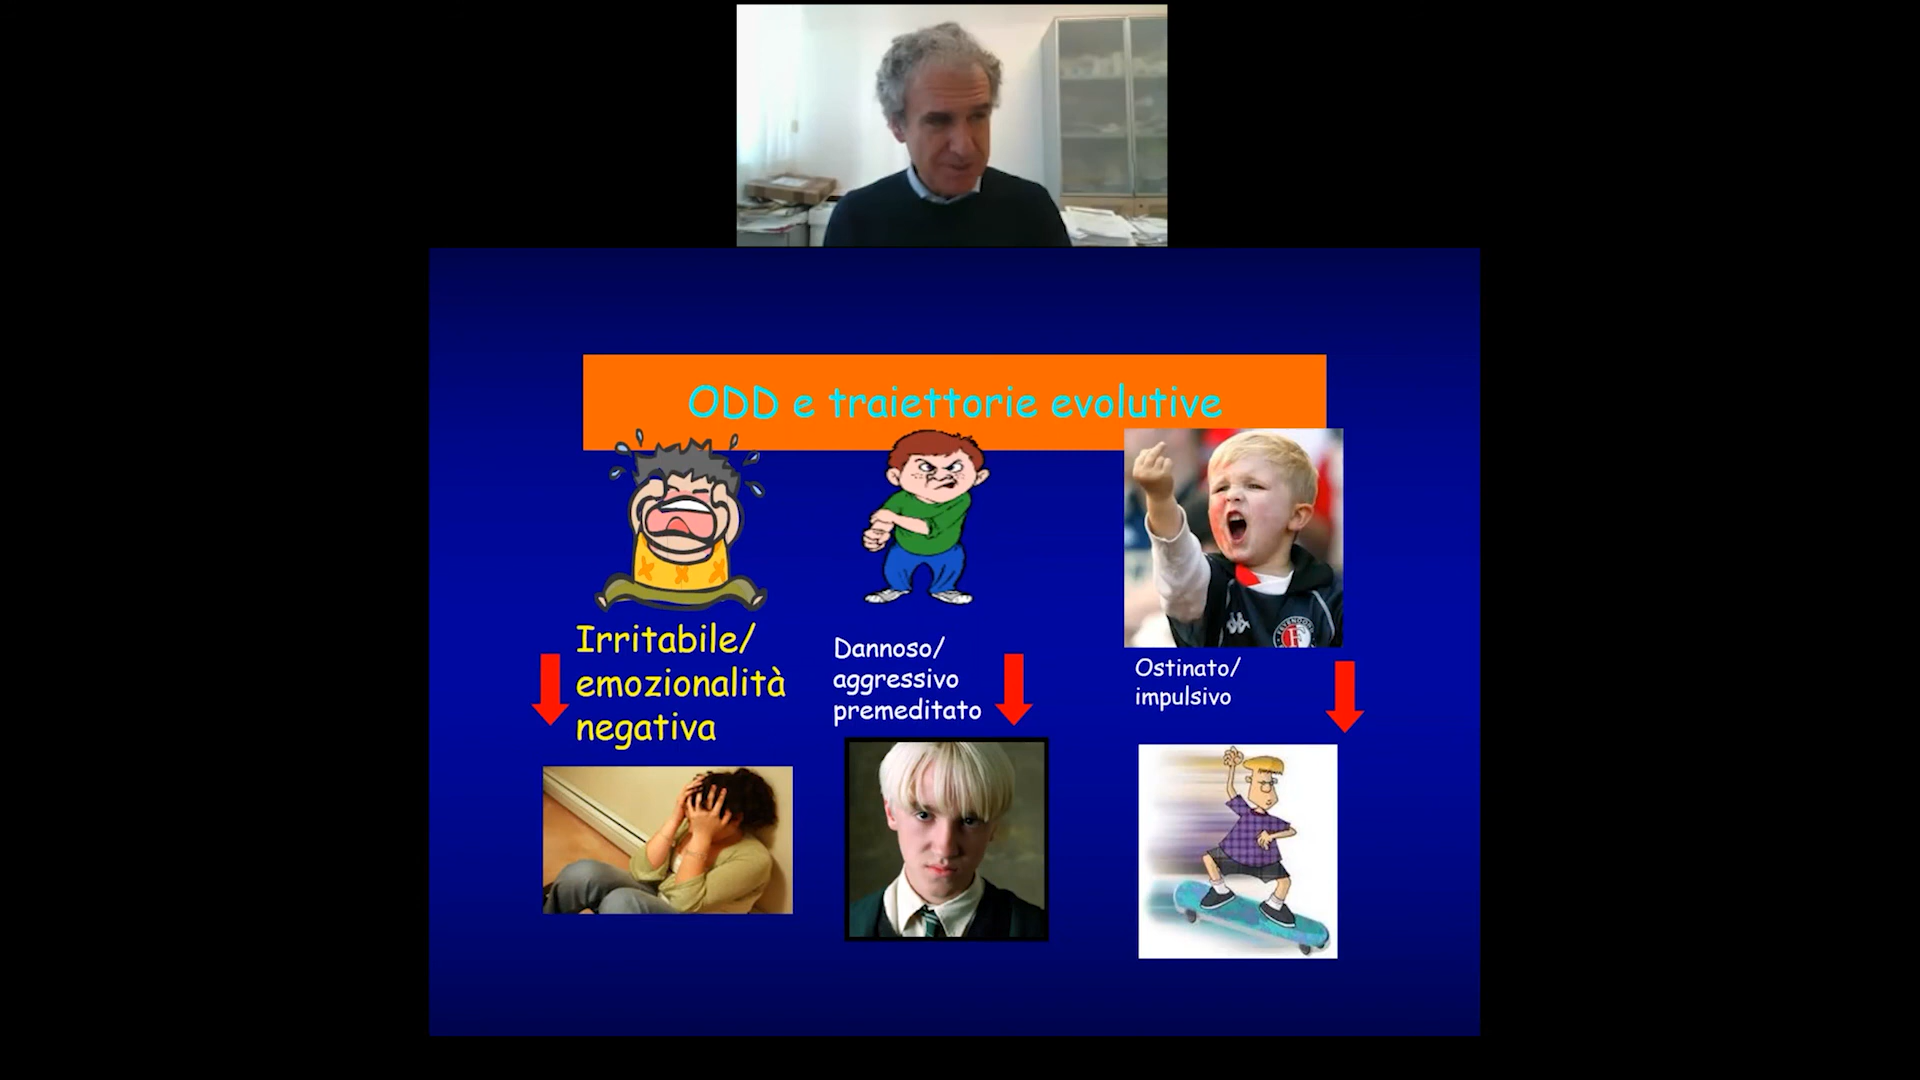 ODD e traiettorie evolutive
Irritabile/
emozionalità
negativa
Dannoso/
aggressivo
premeditato
Ostinato/
impulsivo